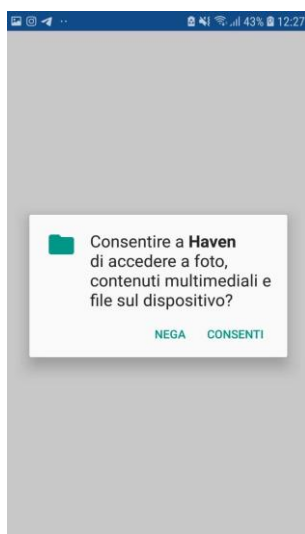 43% 12:27
Consentire a Haven
di accedere a foto,
contenuti multimediali e
file sul dispositivo?
NEGA CONSENTI